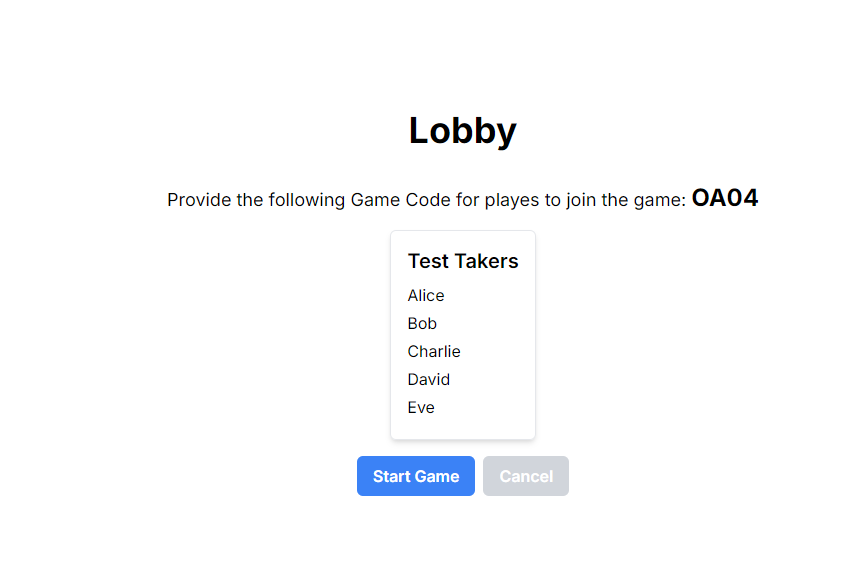 Lobby
Provide the following Game Code for playes to join the game: OA04
Test Takers
Alice
Bob
Charlie
David
Eve
Start Game Cancel